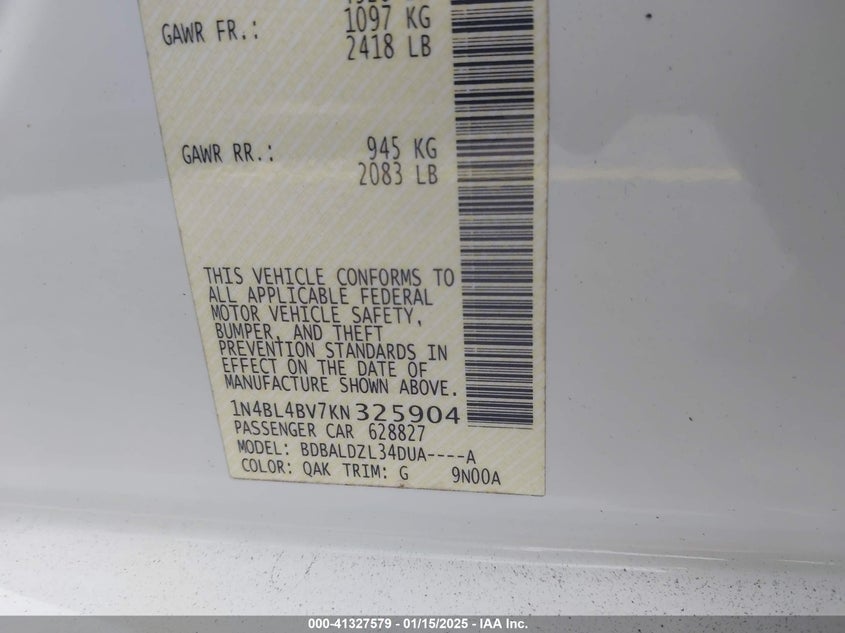 GAWR FR.: 1097 KG
2418 LB
GAWR RR.: 945 KG
2083 LB
THIS VEHICLE CONFORMS TO
ALL APPLICABLE FEDERAL
MOTOR VEHICLE SAFETY,
BUMPER, AND THEFT
PREVENTION STANDARDS IN
EFFECT ON THE DATE OF
MANUFACTURE SHOWN ABOVE.
1N4BL4BV7KN325904
PASSENGER CAR 628827
MODEL: BDBALDZL34DUA----A
COLOR: QAK TRIM: G 9N00A
000-41327579 - 01/15/2025 - IAA Inc.